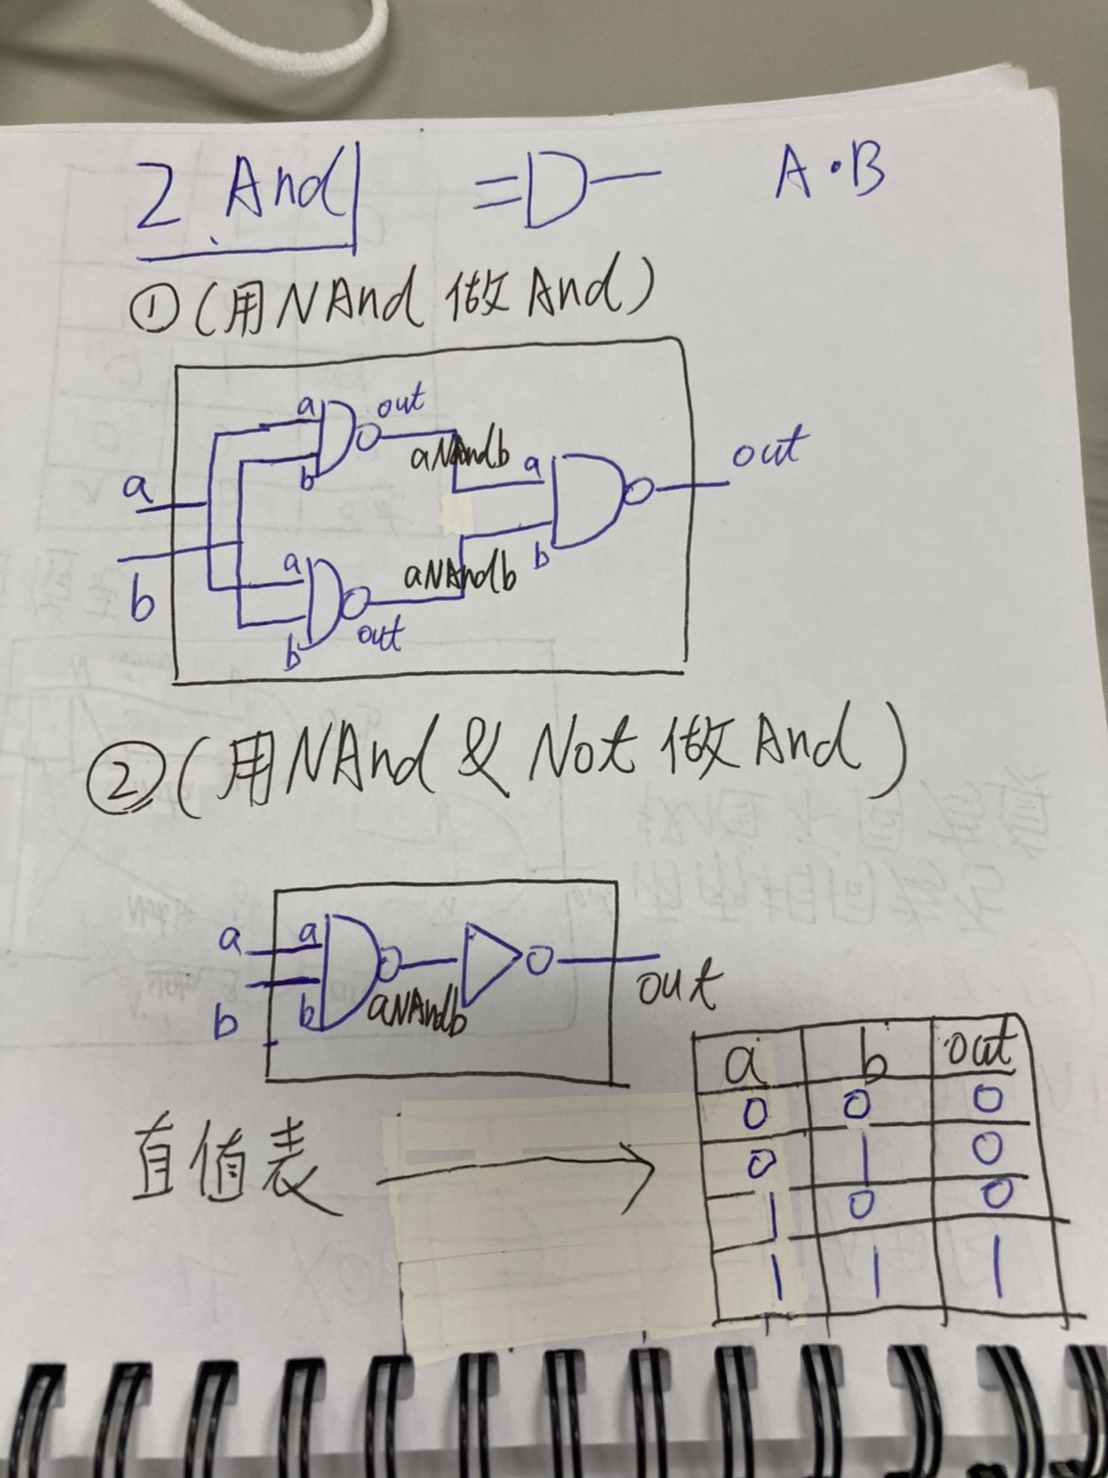 2 And A·B
①(用NAnd 做And)
a out
aNAndb a out
b
a
a b
b aNAndb
b out
②(用NAnd & Not 做And)
a a
b b aNAndb out
a b out
0 0 0
0 1 0
1 0 0
1 1 1
直值表